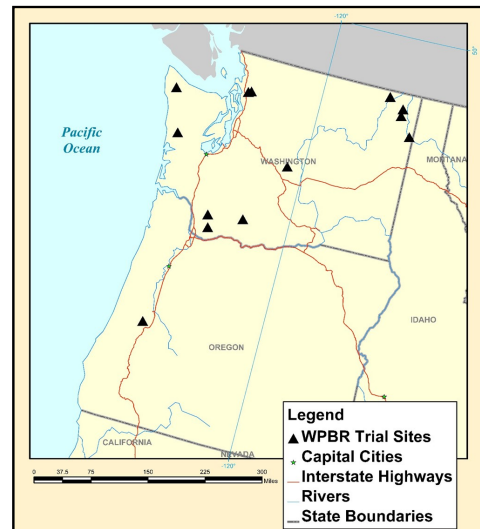 -120°
50°
Pacific
Ocean
WASHINGTON
MONTANA
IDAHO
OREGON
CALIFORNIA
NEVADA
-120°
Legend
WPBR Trial Sites
Capital Cities
Interstate Highways
Rivers
State Boundaries
0 37.5 75 150 225 300
Miles